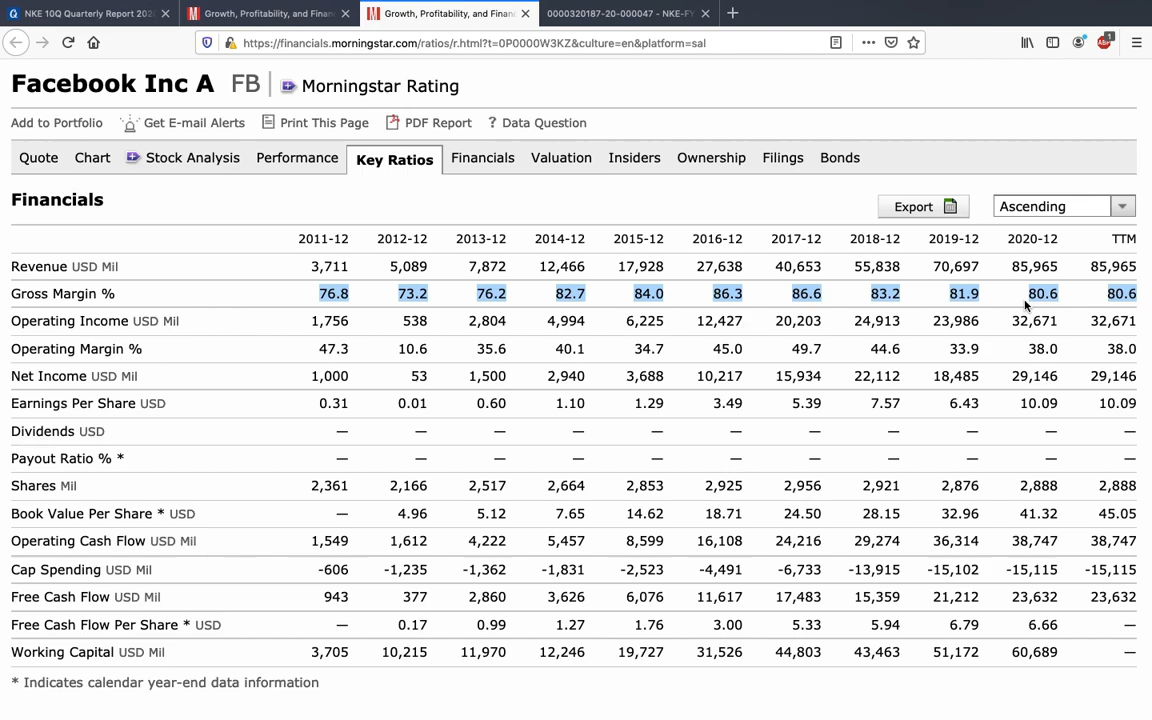 NKE 10Q Quarterly Report 202
Growth, Profitability, and Financ
Growth, Profitability, and Financ
0000320187-20-000047 - NKE-FY
https://financials.morningstar.com/ratios/r.html?t=0P0000W3KZ&culture=en&platform=sal
Facebook Inc A FB Morningstar Rating
Add to Portfolio Get E-mail Alerts Print This Page PDF Report ? Data Question
Quote Chart Stock Analysis Performance Key Ratios Financials Valuation Insiders Ownership Filings Bonds
Financials Export Ascending
2011-12 2012-12 2013-12 2014-12 2015-12 2016-12 2017-12 2018-12 2019-12 2020-12 TTM
Revenue USD Mil 3,711 5,089 7,872 12,466 17,928 27,638 40,653 55,838 70,697 85,965 85,965
Gross Margin % 76.8 73.2 76.2 82.7 84.0 86.3 86.6 83.2 81.9 80.6 80.6
Operating Income USD Mil 1,756 538 2,804 4,994 6,225 12,427 20,203 24,913 23,986 32,671 32,671
Operating Margin % 47.3 10.6 35.6 40.1 34.7 45.0 49.7 44.6 33.9 38.0 38.0
Net Income USD Mil 1,000 53 1,500 2,940 3,688 10,217 15,934 22,112 18,485 29,146 29,146
Earnings Per Share USD 0.31 0.01 0.60 1.10 1.29 3.49 5.39 7.57 6.43 10.09 10.09
Dividends USD — — — — — — — — — — —
Payout Ratio % * — — — — — — — — — — —
Shares Mil 2,361 2,166 2,517 2,664 2,853 2,925 2,956 2,921 2,876 2,888 2,888
Book Value Per Share * USD — 4.96 5.12 7.65 14.62 18.71 24.50 28.15 32.96 41.32 45.05
Operating Cash Flow USD Mil 1,549 1,612 4,222 5,457 8,599 16,108 24,216 29,274 36,314 38,747 38,747
Cap Spending USD Mil -606 -1,235 -1,362 -1,831 -2,523 -4,491 -6,733 -13,915 -15,102 -15,115 -15,115
Free Cash Flow USD Mil 943 377 2,860 3,626 6,076 11,617 17,483 15,359 21,212 23,632 23,632
Free Cash Flow Per Share * USD — 0.17 0.99 1.27 1.76 3.00 5.33 5.94 6.79 6.66 —
Working Capital USD Mil 3,705 10,215 11,970 12,246 19,727 31,526 44,803 43,463 51,172 60,689 —
* Indicates calendar year-end data information